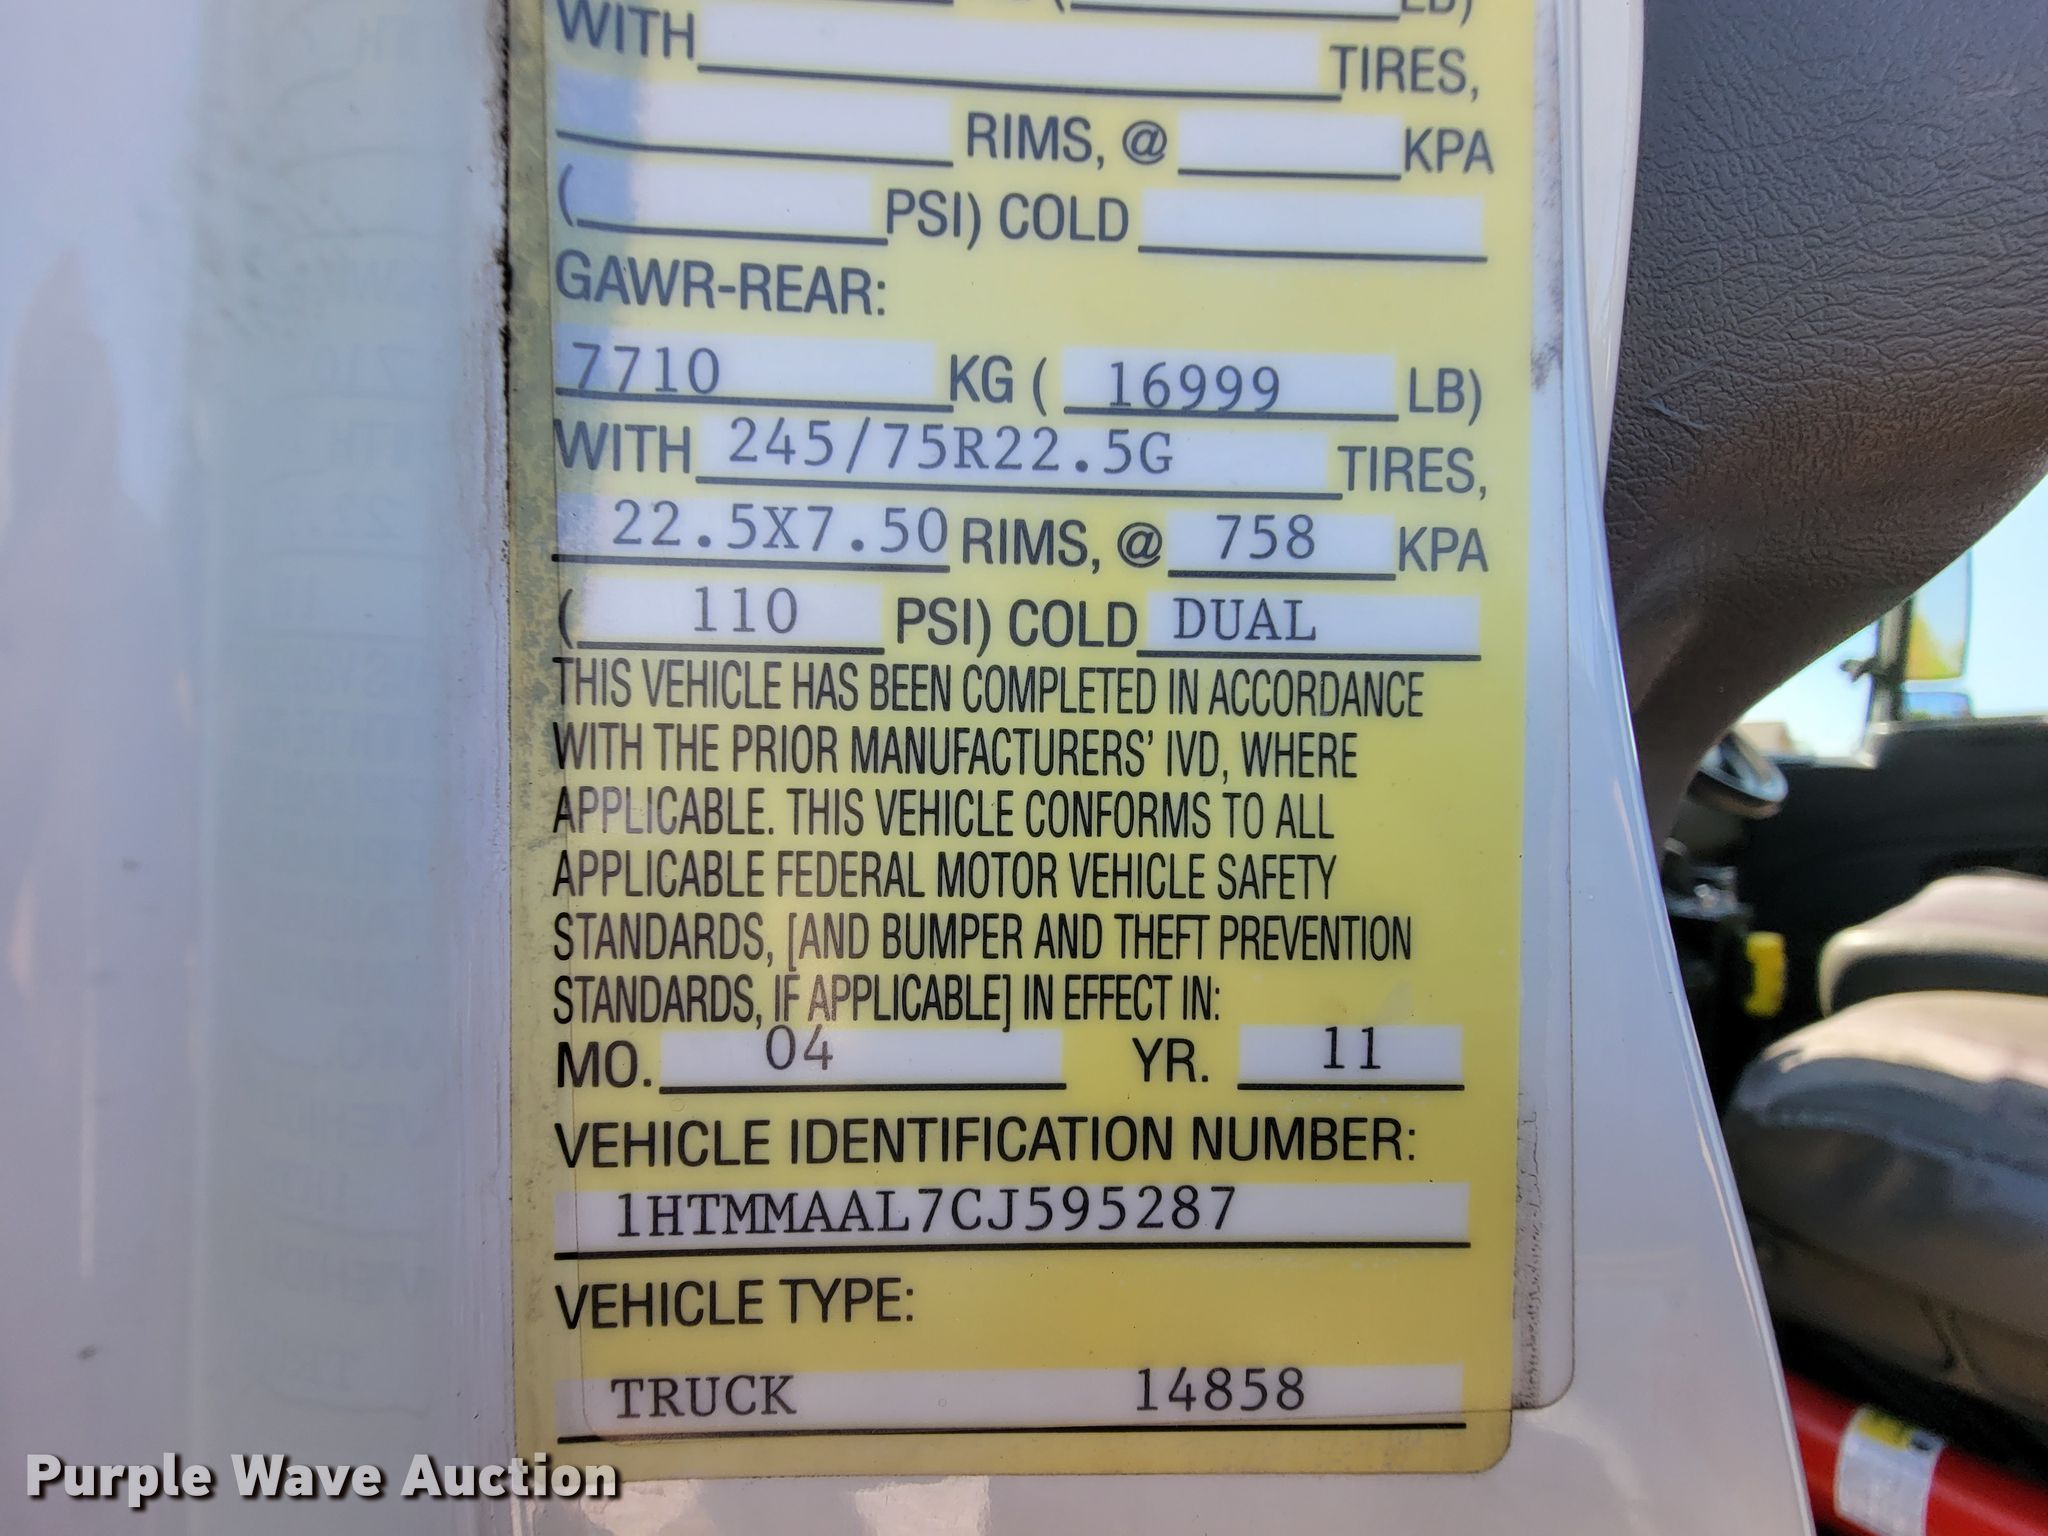 LB)
WITH TIRES,
RIMS, @ KPA
( PSI) COLD
GAWR-REAR:
7710 KG ( 16999 LB)
WITH 245/75R22.5G TIRES,
22.5X7.50 RIMS, @ 758 KPA
( 110 PSI) COLD DUAL
THIS VEHICLE HAS BEEN COMPLETED IN ACCORDANCE
WITH THE PRIOR MANUFACTURERS' IVD, WHERE
APPLICABLE. THIS VEHICLE CONFORMS TO ALL
APPLICABLE FEDERAL MOTOR VEHICLE SAFETY
STANDARDS, [AND BUMPER AND THEFT PREVENTION
STANDARDS, IF APPLICABLE] IN EFFECT IN:
MO. 04 YR. 11
VEHICLE IDENTIFICATION NUMBER:
1HTMMAAL7CJ595287
VEHICLE TYPE:
TRUCK 14858
Purple Wave Auction